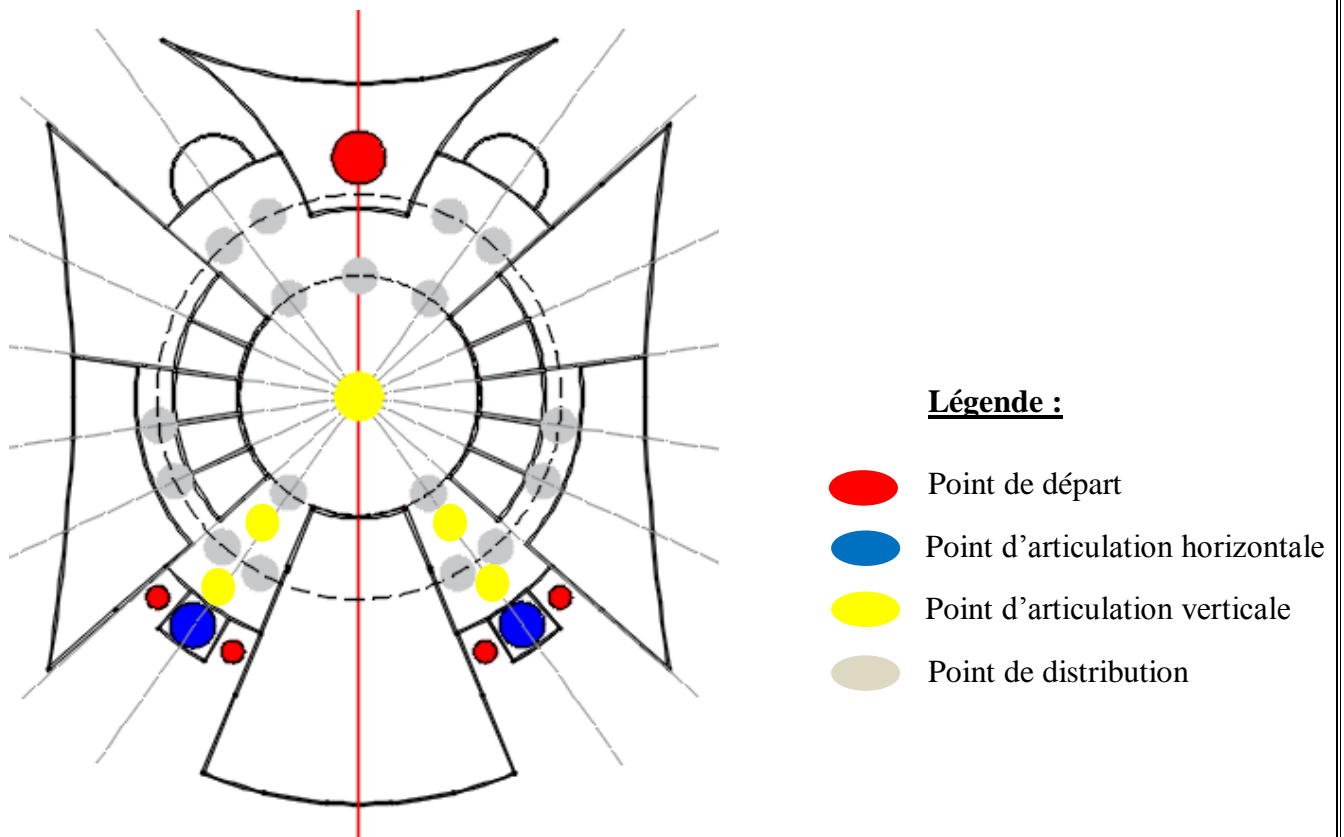 Légende :
Point de départ
Point d’articulation horizontale
Point d’articulation verticale
Point de distribution